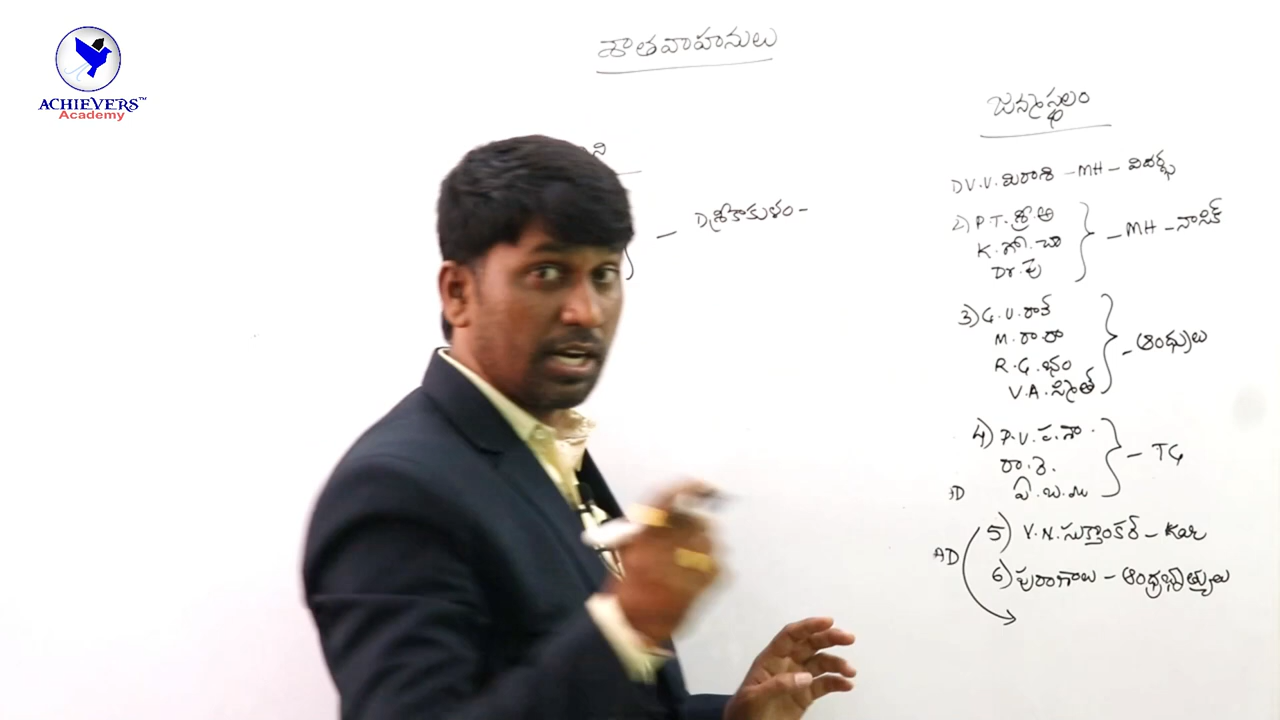 ACHIEVERS™
Academy
శాతవాహనులు
ని
1) శ్రీకాకుళం -
జన్మస్థలం
1) V.V. మిరాశి - MH - విదర్భ
2) P.T. శ్రీ.అ
K. గో. చా
Dr. పు
- MH - నాసిక్
3) G.V. రావ్
M. రా. రా
R.G. భం
V.A. స్మిత్
- ఆంధ్రులు
4) P.V. ప. శా.
రా. శే.
ఏ. బ. ము
- TG
5) V.N. సుక్తాంకర్ - Kar
6) పురాణాలు - ఆంధ్రభృత్యులు
AD